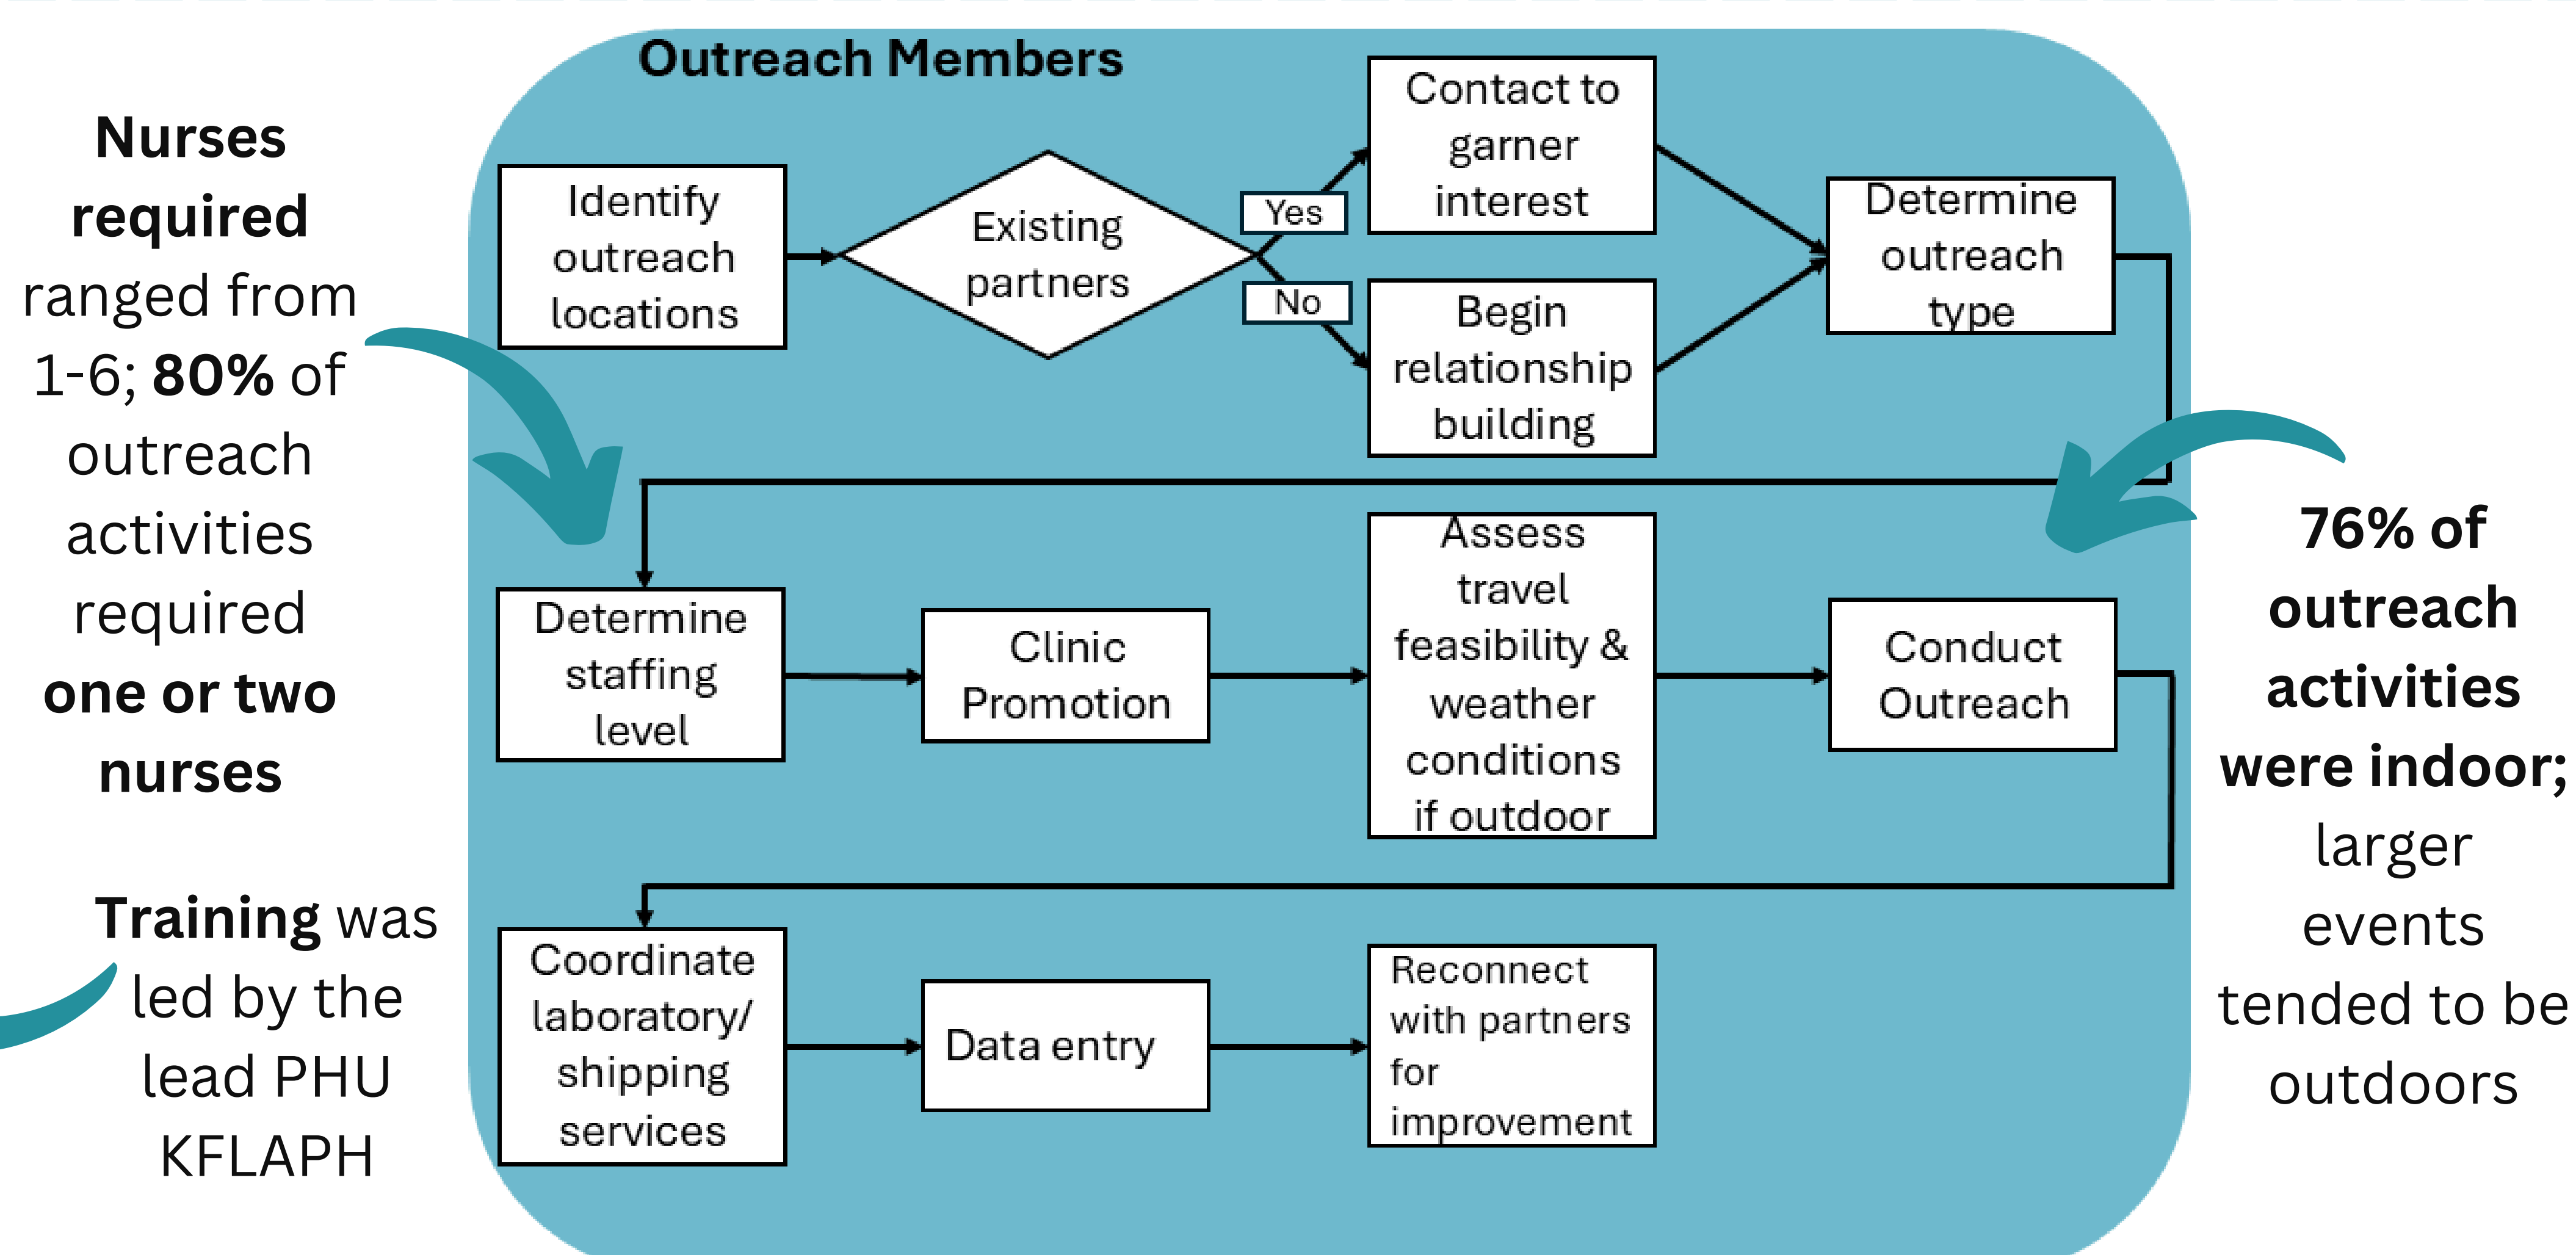 Outreach Members
Nurses
required
ranged from
1-6; 80% of
outreach
activities
required
one or two
nurses
Training was
led by the
lead PHU
KFLAPH
Identify
outreach
locations
Existing
partners
Yes
No
Contact to
garner
interest
Begin
relationship
building
Determine
outreach
type
Determine
staffing
level
Clinic
Promotion
Assess
travel
feasibility &
weather
conditions
if outdoor
Conduct
Outreach
Coordinate
laboratory/
shipping
services
Data entry
Reconnect
with partners
for
improvement
76% of
outreach
activities
were indoor;
larger
events
tended to be
outdoors